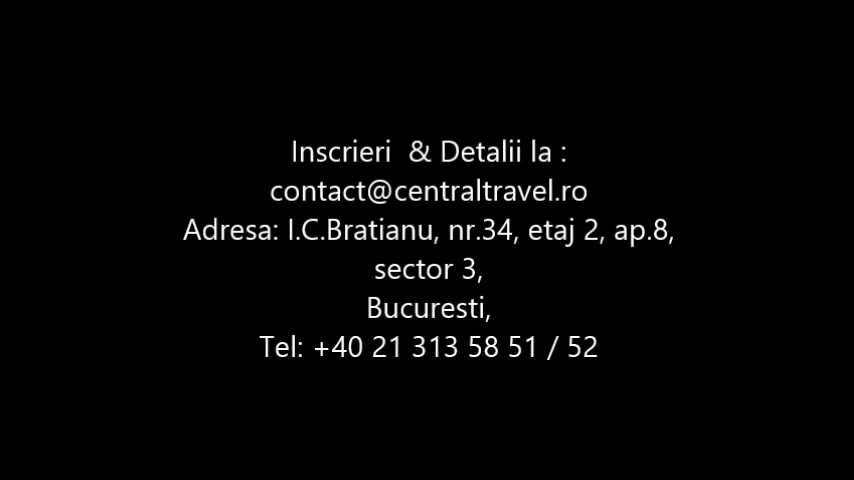 Inscrieri  & Detalii la :
contact@centraltravel.ro
Adresa: I.C.Bratianu, nr.34, etaj 2, ap.8,
sector 3,
Bucuresti,
Tel: +40 21 313 58 51 / 52